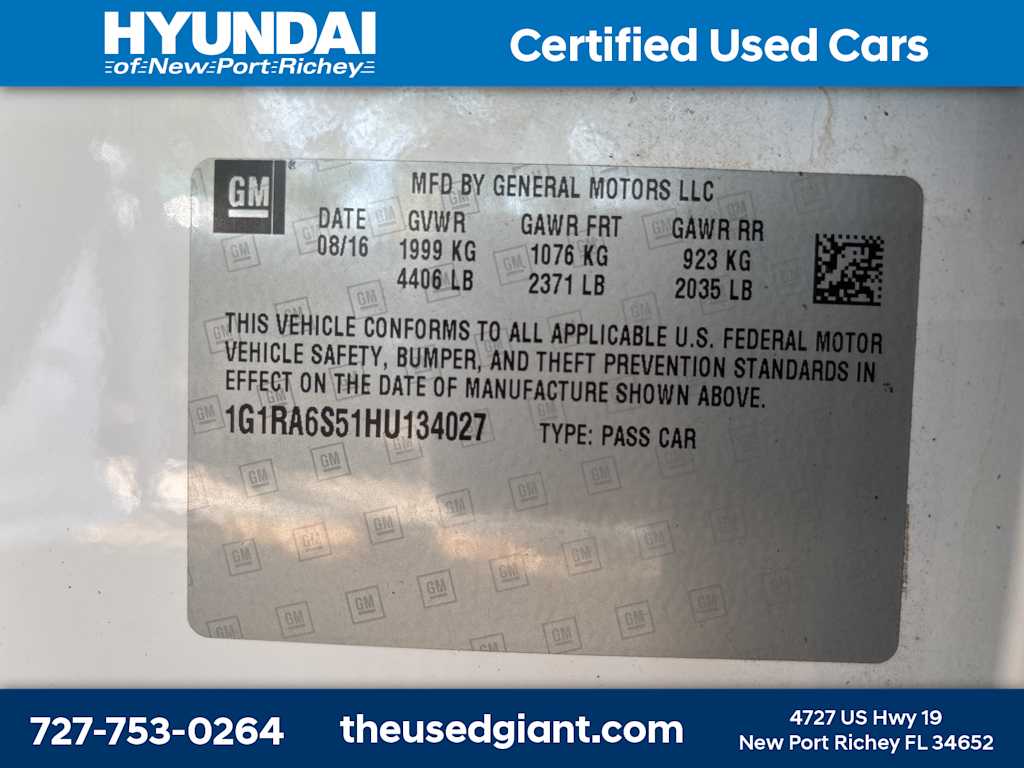 HYUNDAI
of New Port Richey
Certified Used Cars
GM
MFD BY GENERAL MOTORS LLC
DATE GVWR GAWR FRT GAWR RR
08/16 1999 KG 1076 KG 923 KG
4406 LB 2371 LB 2035 LB
THIS VEHICLE CONFORMS TO ALL APPLICABLE U.S. FEDERAL MOTOR
VEHICLE SAFETY, BUMPER, AND THEFT PREVENTION STANDARDS IN
EFFECT ON THE DATE OF MANUFACTURE SHOWN ABOVE.
1G1RA6S51HU134027 TYPE: PASS CAR
727-753-0264
theusedgiant.com
4727 US Hwy 19
New Port Richey FL 34652